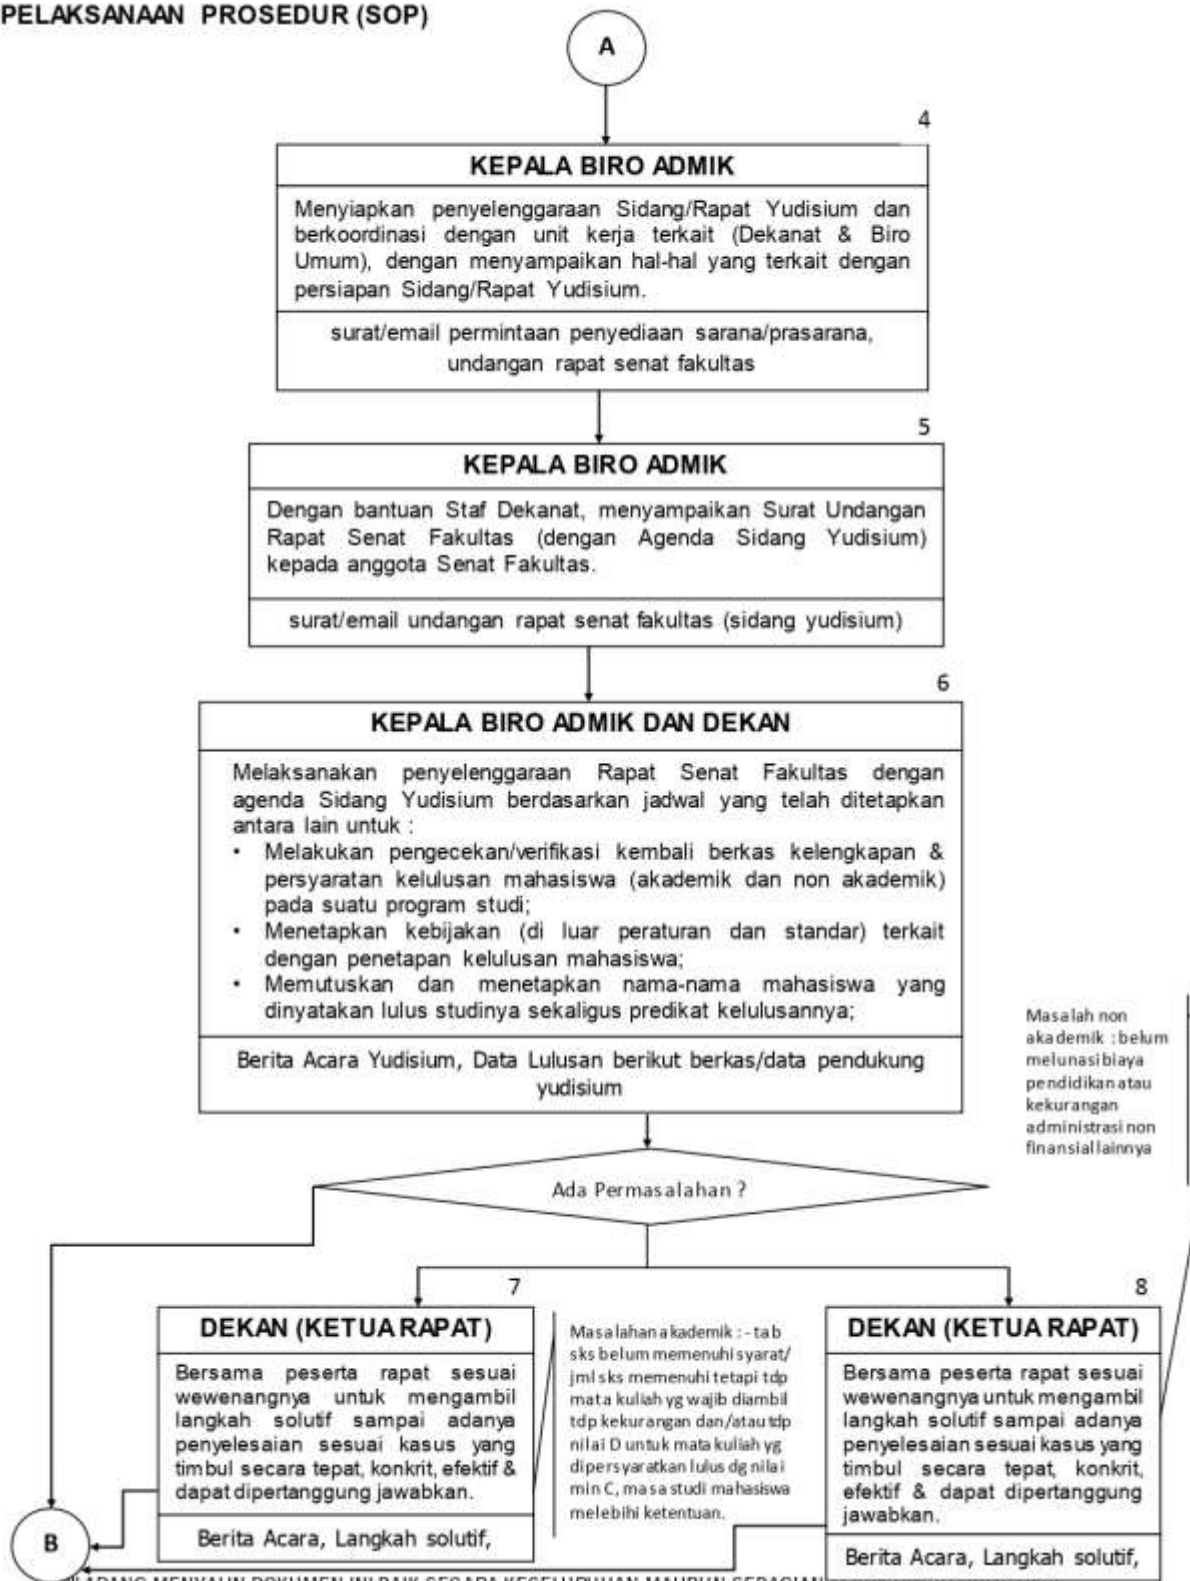 PELAKSANAAN PROSEDUR (SOP)
A
4
KEPALA BIRO ADMIK
Menyiapkan penyelenggaraan Sidang/Rapat Yudisium dan
berkoordinasi dengan unit kerja terkait (Dekanat & Biro
Umum), dengan menyampaikan hal-hal yang terkait dengan
persiapan Sidang/Rapat Yudisium.
surat/email permintaan penyediaan sarana/prasarana,
undangan rapat senat fakultas
5
KEPALA BIRO ADMIK
Dengan bantuan Staf Dekanat, menyampaikan Surat Undangan
Rapat Senat Fakultas (dengan Agenda Sidang Yudisium)
kepada anggota Senat Fakultas.
surat/email undangan rapat senat fakultas (sidang yudisium)
6
KEPALA BIRO ADMIK DAN DEKAN
Melaksanakan penyelenggaraan Rapat Senat Fakultas dengan
agenda Sidang Yudisium berdasarkan jadwal yang telah ditetapkan
antara lain untuk :
• Melakukan pengecekan/verifikasi kembali berkas kelengkapan &
persyaratan kelulusan mahasiswa (akademik dan non akademik)
pada suatu program studi;
• Menetapkan kebijakan (di luar peraturan dan standar) terkait
dengan penetapan kelulusan mahasiswa;
• Memutuskan dan menetapkan nama-nama mahasiswa yang
dinyatakan lulus studinya sekaligus predikat kelulusannya;
Berita Acara Yudisium, Data Lulusan berikut berkas/data pendukung
yudisium
Masalah non
akademik : belum
melunasi biaya
pendidikan atau
kekurangan
administrasi non
finansial lainnya
Ada Permasalahan ?
7
DEKAN (KETUA RAPAT)
Bersama peserta rapat sesuai
wewenangnya untuk mengambil
langkah solutif sampai adanya
penyelesaian sesuai kasus yang
timbul secara tepat, konkrit, efektif &
dapat dipertanggung jawabkan.
Berita Acara, Langkah solutif,
Masalahan akademik : - tab
sks belum memenuhi syarat/
jml sks memenuhi tetapi tdp
mata kuliah yg wajib diambil
tdp kekurangan dan/atau tdp
nilai D untuk mata kuliah yg
dipersyaratkan lulus dg nilai
min C, masa studi mahasiswa
melebihi ketentuan.
8
DEKAN (KETUA RAPAT)
Bersama peserta rapat sesuai
wewenangnya untuk mengambil
langkah solutif sampai adanya
penyelesaian sesuai kasus yang
timbul secara tepat, konkrit,
efektif & dapat dipertanggung
jawabkan.
Berita Acara, Langkah solutif,
B
MENYALIN DOKUMEN INI BAIK SECARA KESELURUHAN MAUPUN SEBAGIAN